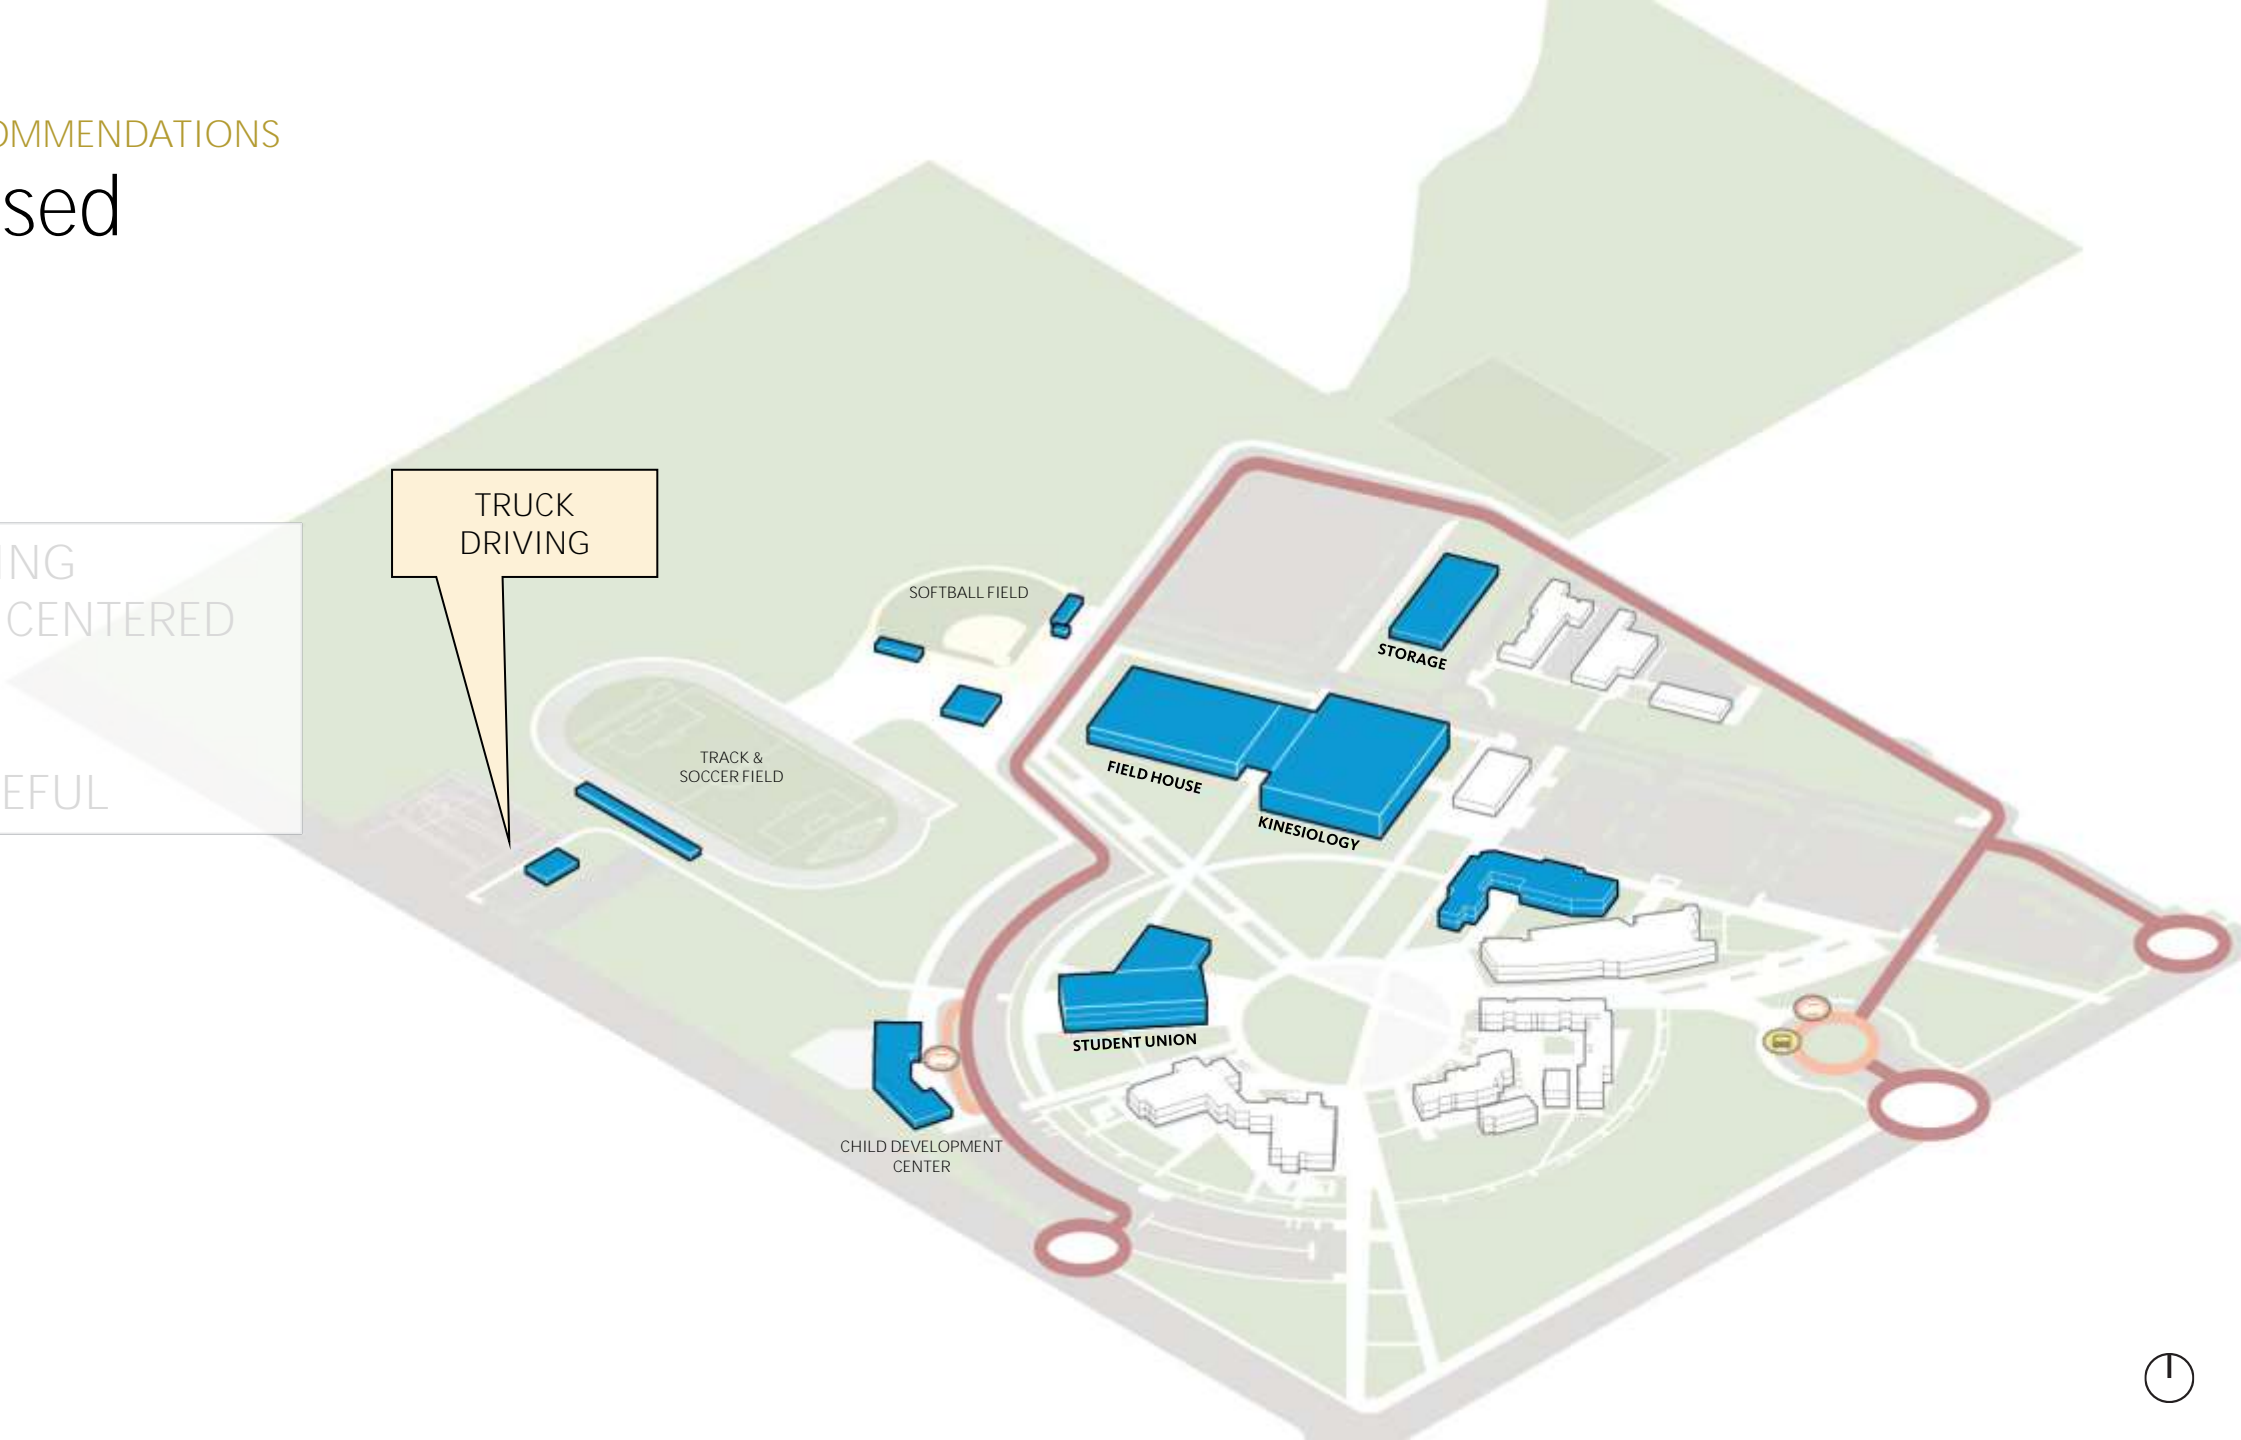 OMMENDATIONS
sed
ING
CENTERED
EFUL
TRUCK
DRIVING
SOFTBALL FIELD
TRACK &
SOCCER FIELD
STORAGE
FIELD HOUSE
KINESIOLOGY
STUDENT UNION
CHILD DEVELOPMENT
CENTER